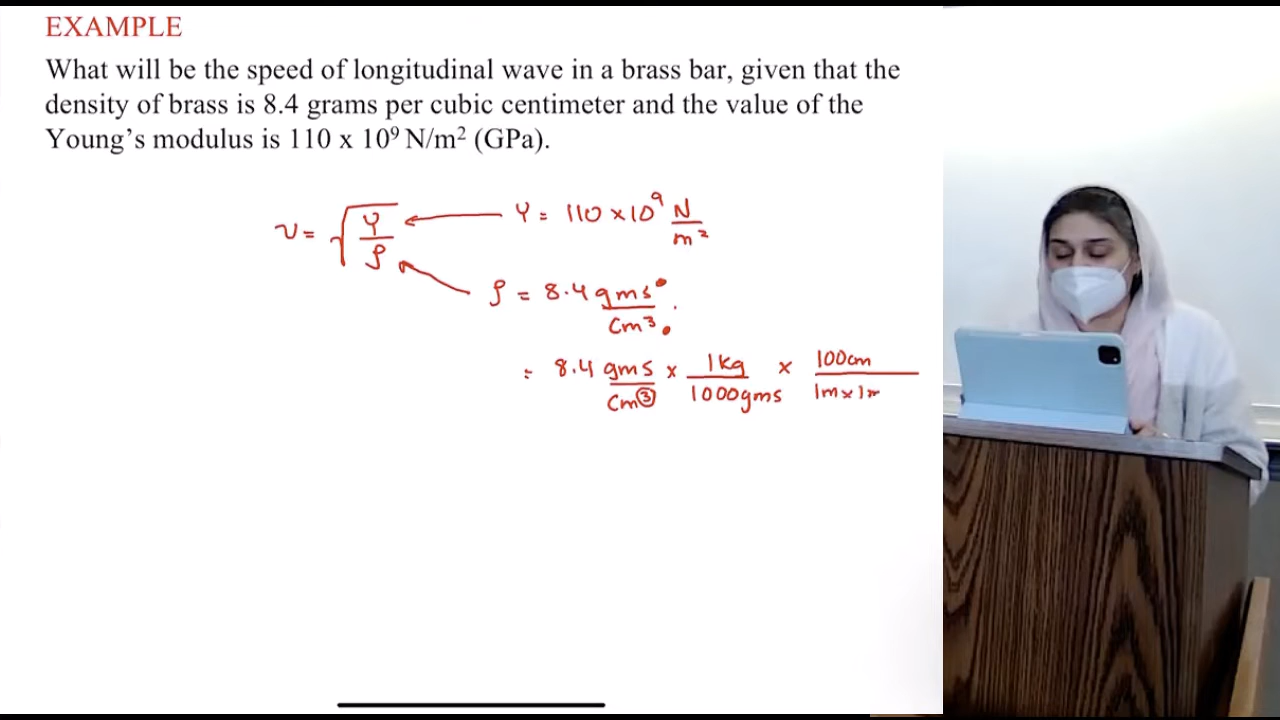 EXAMPLE
What will be the speed of longitudinal wave in a brass bar, given that the
density of brass is 8.4 grams per cubic centimeter and the value of the
Young's modulus is 110 x 10⁹ N/m² (GPa).
v = √(Y/ρ) ← Y = 110 × 10⁹ N/m²
ρ = 8.4 gms/cm³
= 8.4 gms/cm³ × 1kg/1000gms × 100cm/1m×1m